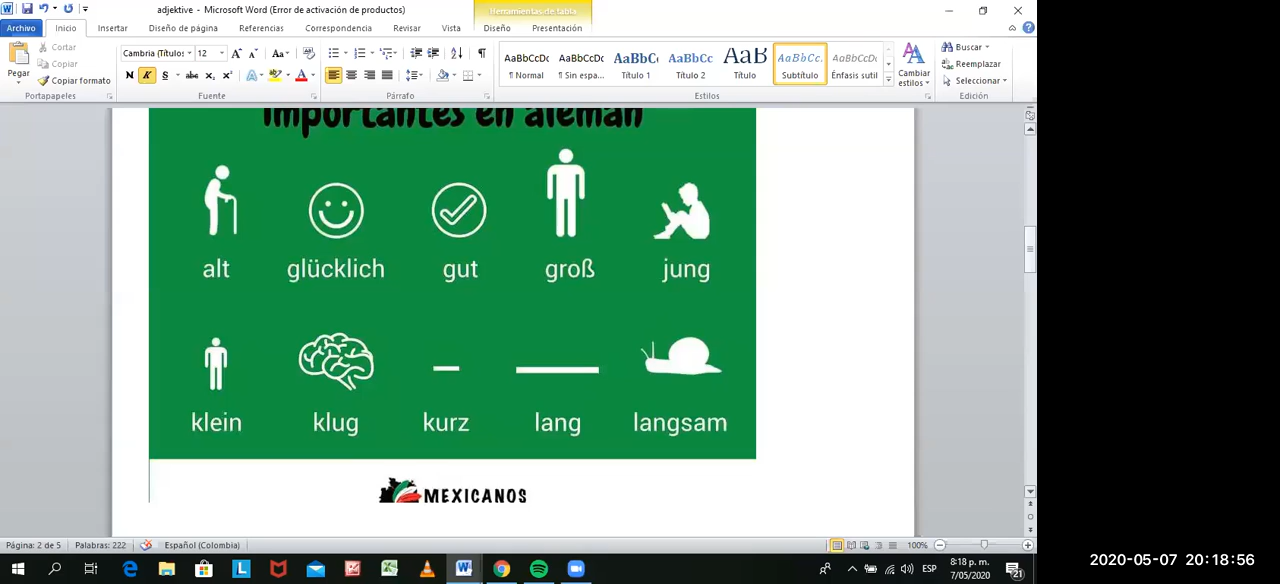 adjektive - Microsoft Word (Error de activación de productos)
Herramientas de tabla
Archivo Inicio Insertar Diseño de página Referencias Correspondencia Revisar Vista Diseño Presentación
Pegar
Cortar
Copiar
Copiar formato
Portapapeles
Cambria (Títulos 12
Fuente
Párrafo
AaBbCcDc AaBbCcDc AaBbC AaBbCc AaB AaBbCc. AaBbCcDc
¶ Normal ¶ Sin espa... Título 1 Título 2 Título Subtítulo Énfasis sutil
Cambiar estilos
Estilos
Buscar
Reemplazar
Seleccionar
Edición
importantes en alemán
alt glücklich gut groß jung
klein klug kurz lang langsam
MEXICANOS
Página: 2 de 5 Palabras: 222 Español (Colombia) 100%
ESP 8:18 p. m.
7/05/2020
21
2020-05-07 20:18:56